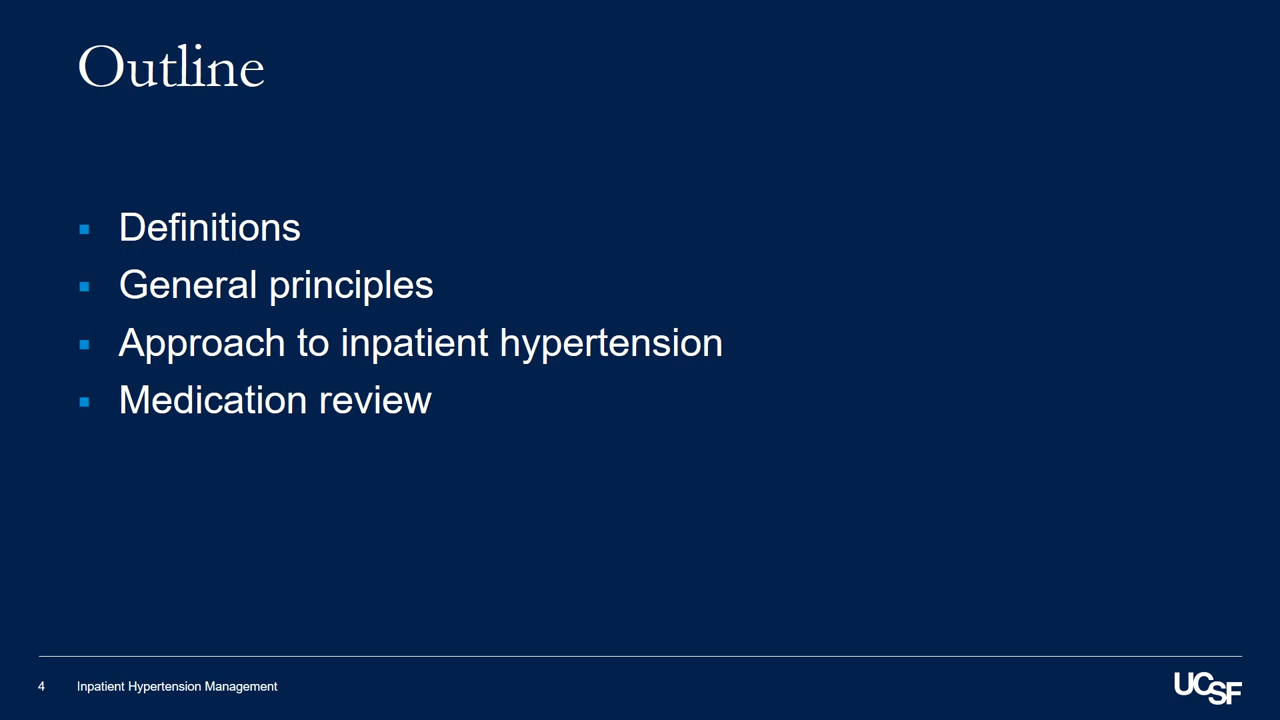 Outline
▪ Definitions
▪ General principles
▪ Approach to inpatient hypertension
▪ Medication review
4 Inpatient Hypertension Management
UCSF